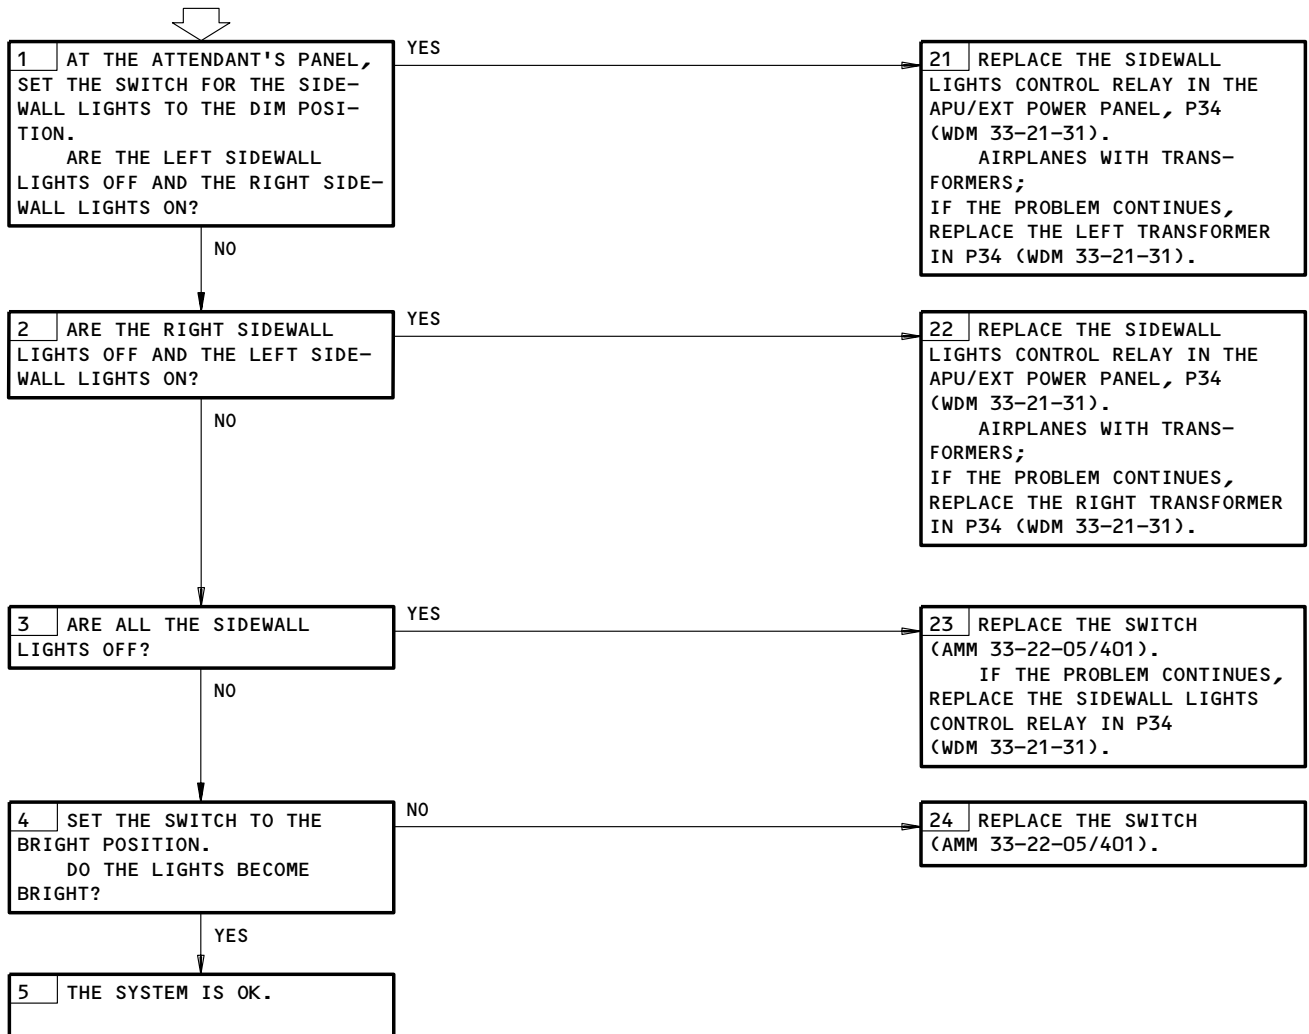 1 AT THE ATTENDANT'S PANEL,
SET THE SWITCH FOR THE SIDE-
WALL LIGHTS TO THE DIM POSI-
TION.
ARE THE LEFT SIDEWALL
LIGHTS OFF AND THE RIGHT SIDE-
WALL LIGHTS ON?
YES
21 REPLACE THE SIDEWALL
LIGHTS CONTROL RELAY IN THE
APU/EXT POWER PANEL, P34
(WDM 33-21-31).
AIRPLANES WITH TRANS-
FORMERS;
IF THE PROBLEM CONTINUES,
REPLACE THE LEFT TRANSFORMER
IN P34 (WDM 33-21-31).
NO
2 ARE THE RIGHT SIDEWALL
LIGHTS OFF AND THE LEFT SIDE-
WALL LIGHTS ON?
YES
22 REPLACE THE SIDEWALL
LIGHTS CONTROL RELAY IN THE
APU/EXT POWER PANEL, P34
(WDM 33-21-31).
AIRPLANES WITH TRANS-
FORMERS;
IF THE PROBLEM CONTINUES,
REPLACE THE RIGHT TRANSFORMER
IN P34 (WDM 33-21-31).
NO
3 ARE ALL THE SIDEWALL
LIGHTS OFF?
YES
23 REPLACE THE SWITCH
(AMM 33-22-05/401).
IF THE PROBLEM CONTINUES,
REPLACE THE SIDEWALL LIGHTS
CONTROL RELAY IN P34
(WDM 33-21-31).
NO
4 SET THE SWITCH TO THE
BRIGHT POSITION.
DO THE LIGHTS BECOME
BRIGHT?
NO
24 REPLACE THE SWITCH
(AMM 33-22-05/401).
YES
5 THE SYSTEM IS OK.